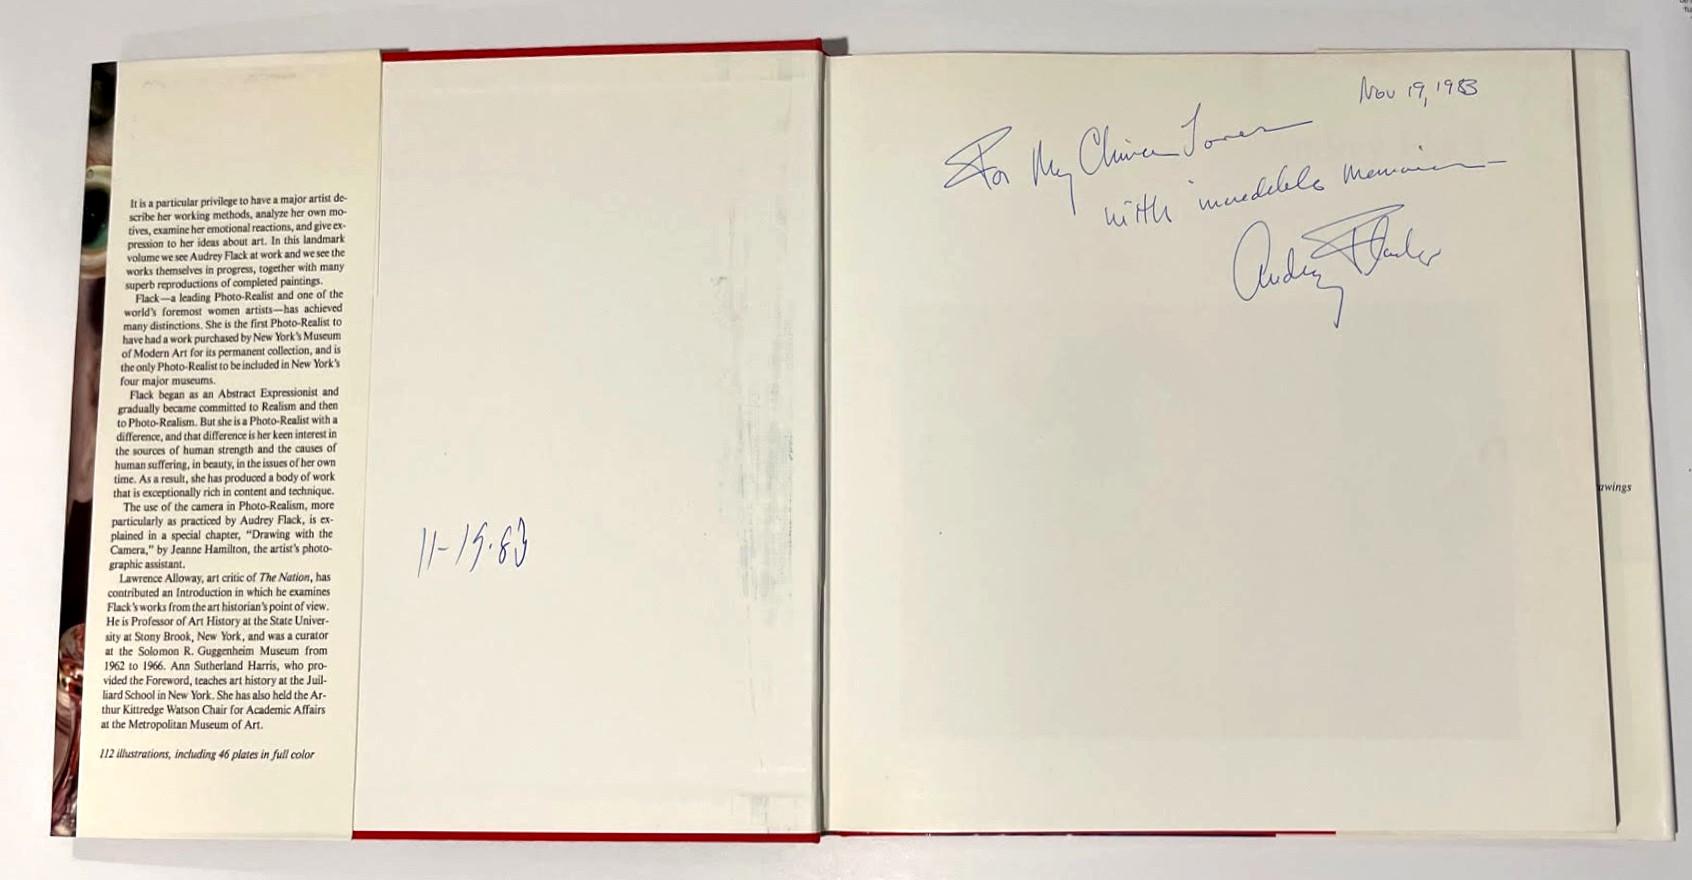 It is a particular privilege to have a major artist de-
scribe her working methods, analyze her own mo-
tives, examine her emotional reactions, and give ex-
pression to her ideas about art. In this landmark
volume we see Audrey Flack at work and we see the
works themselves in progress, together with many
superb reproductions of completed paintings.
Flack—a leading Photo-Realist and one of the
world's foremost women artists—has achieved
many distinctions. She is the first Photo-Realist to
have had a work purchased by New York's Museum
of Modern Art for its permanent collection, and is
the only Photo-Realist to be included in New York's
four major museums.
Flack began as an Abstract Expressionist and
gradually became committed to Realism and then
to Photo-Realism. But she is a Photo-Realist with a
difference, and that difference is her keen interest in
the sources of human strength and the causes of
human suffering, in beauty, in the issues of her own
time. As a result, she has produced a body of work
that is exceptionally rich in content and technique.
The use of the camera in Photo-Realism, more
particularly as practiced by Audrey Flack, is ex-
plained in a special chapter, "Drawing with the
Camera," by Jeanne Hamilton, the artist's photo-
graphic assistant.
Lawrence Alloway, art critic of The Nation, has
contributed an Introduction in which he examines
Flack's works from the art historian's point of view.
He is Professor of Art History at the State Univer-
sity at Stony Brook, New York, and was a curator
at the Solomon R. Guggenheim Museum from
1962 to 1966. Ann Sutherland Harris, who pro-
vided the Foreword, teaches art history at the Juil-
liard School in New York. She has also held the Ar-
thur Kittredge Watson Chair for Academic Affairs
at the Metropolitan Museum of Art.
112 illustrations, including 46 plates in full color
11-19-83
Nov 19, 1983
For My
with
Audrey Flack
awings